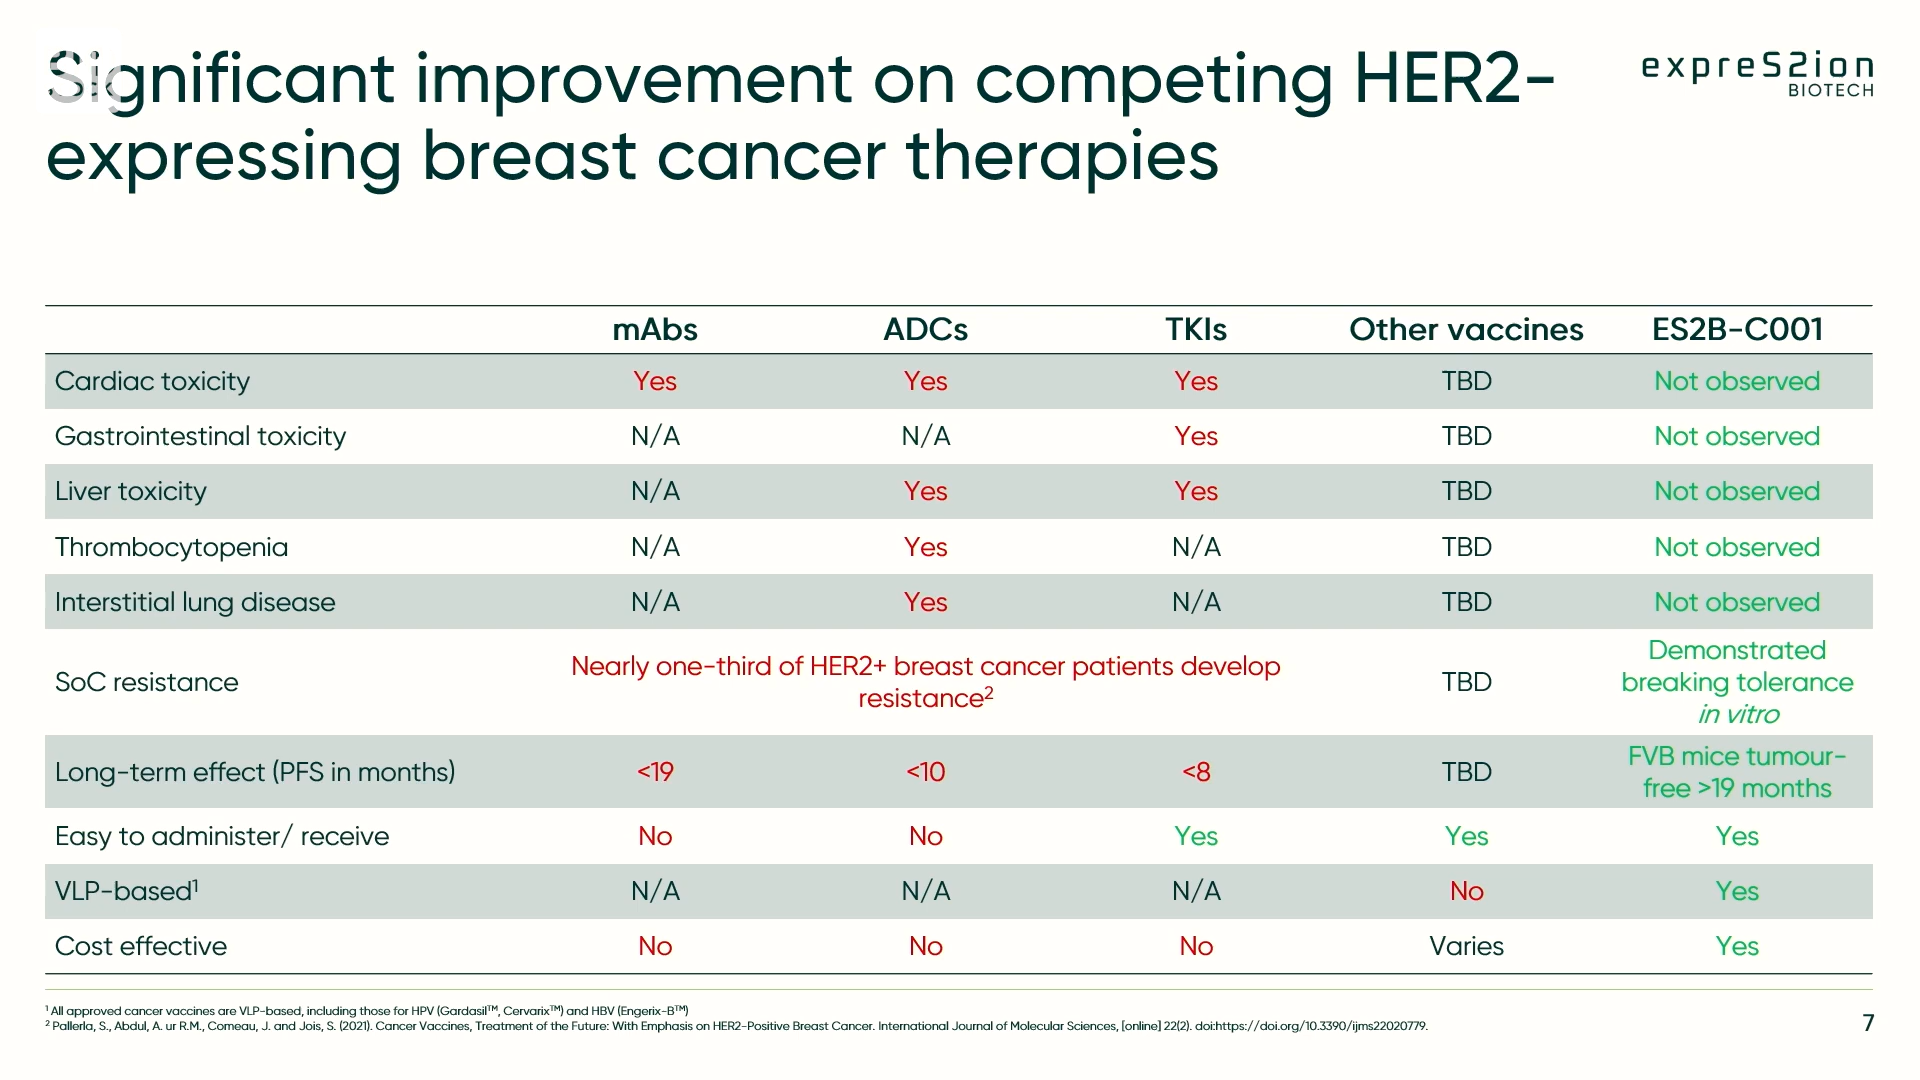 Significant improvement on competing HER2-
expressing breast cancer therapies
expreS2ion
BIOTECH
mAbs ADCs TKIs Other vaccines ES2B-C001
Cardiac toxicity Yes Yes Yes TBD Not observed
Gastrointestinal toxicity N/A N/A Yes TBD Not observed
Liver toxicity N/A Yes Yes TBD Not observed
Thrombocytopenia N/A Yes N/A TBD Not observed
Interstitial lung disease N/A Yes N/A TBD Not observed
SoC resistance
Nearly one-third of HER2+ breast cancer patients develop
resistance²
TBD
Demonstrated
breaking tolerance
in vitro
Long-term effect (PFS in months) <19 <10 <8 TBD
FVB mice tumour-
free >19 months
Easy to administer/ receive No No Yes Yes Yes
VLP-based¹ N/A N/A N/A No Yes
Cost effective No No No Varies Yes
¹ All approved cancer vaccines are VLP-based, including those for HPV (Gardasil™, Cervarix™) and HBV (Engerix-B™)
² Pallerla, S., Abdul, A. ur R.M., Comeau, J. and Jois, S. (2021). Cancer Vaccines, Treatment of the Future: With Emphasis on HER2-Positive Breast Cancer. International Journal of Molecular Sciences, [online] 22(2). doi:https://doi.org/10.3390/ijms22020779.
7